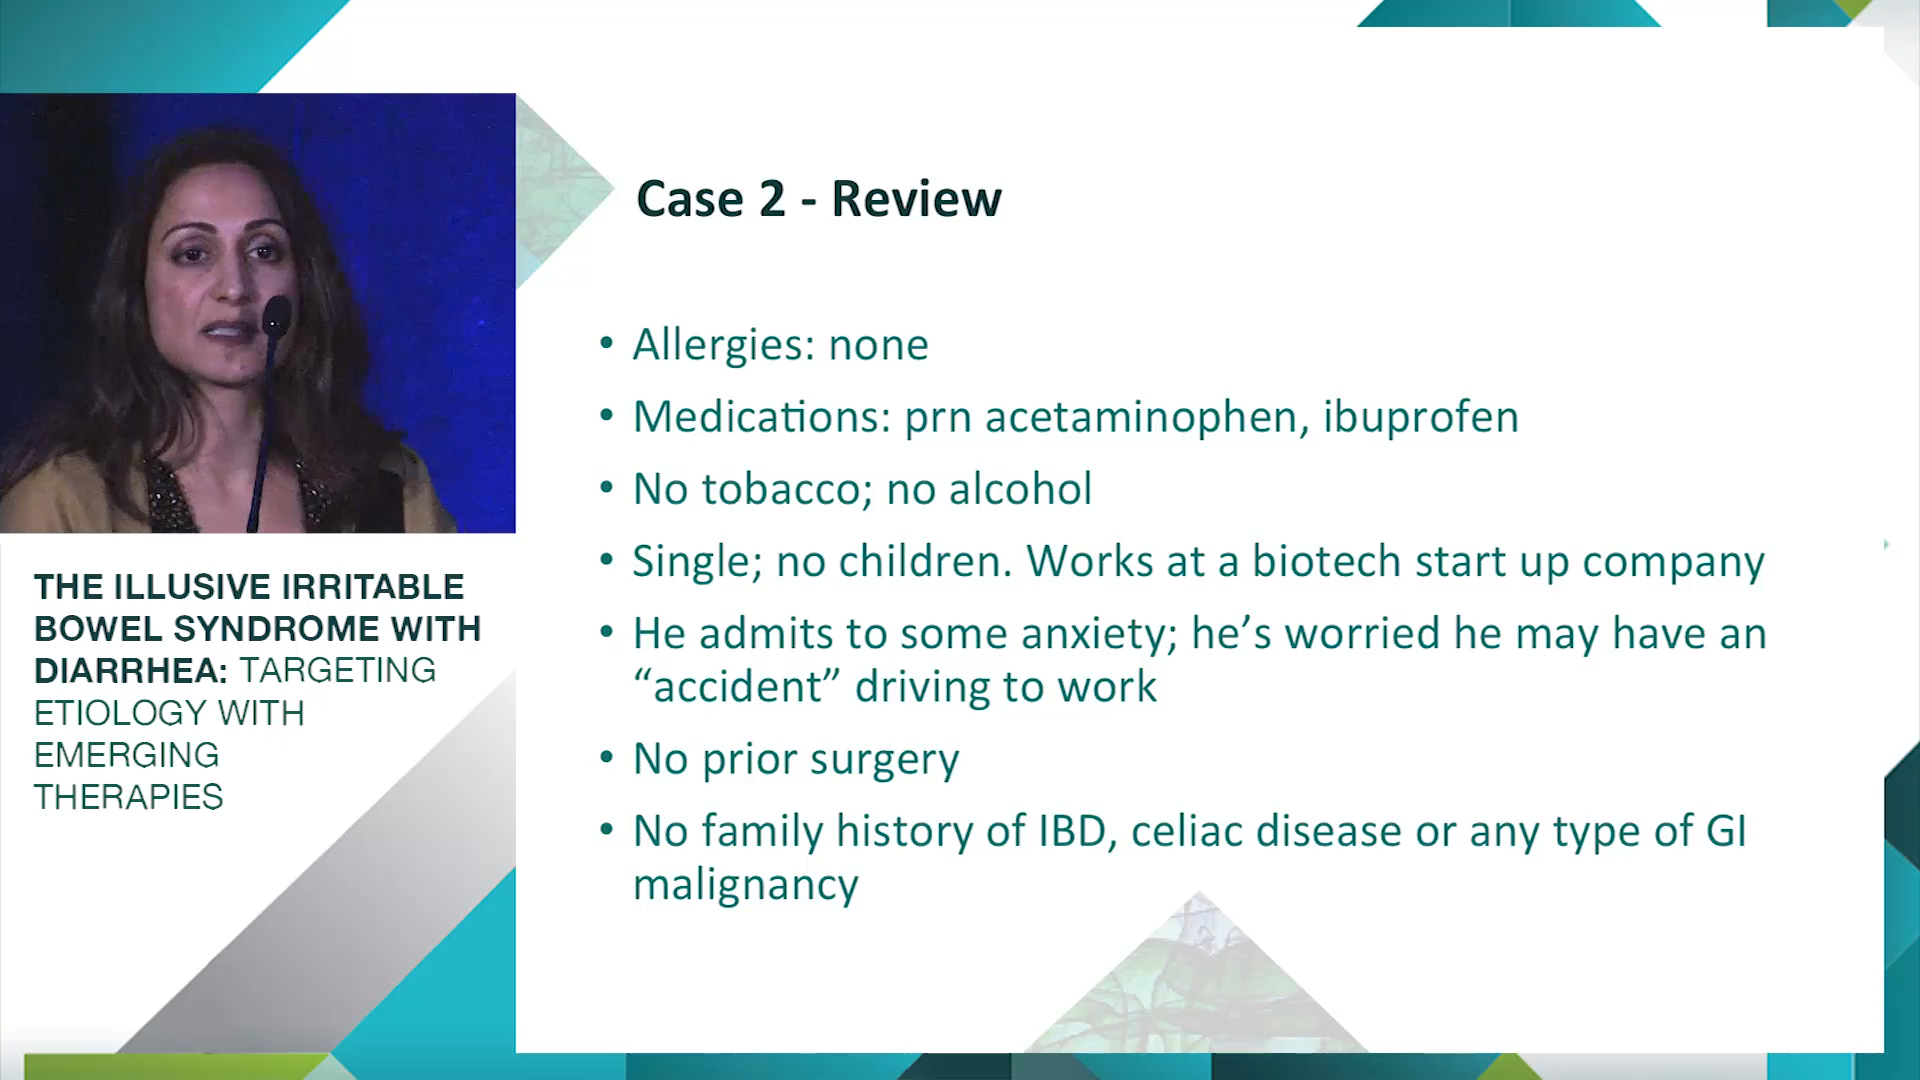 THE ILLUSIVE IRRITABLE
BOWEL SYNDROME WITH
DIARRHEA: TARGETING
ETIOLOGY WITH
EMERGING
THERAPIES
Case 2 - Review
• Allergies: none
• Medications: prn acetaminophen, ibuprofen
• No tobacco; no alcohol
• Single; no children. Works at a biotech start up company
• He admits to some anxiety; he’s worried he may have an
“accident” driving to work
• No prior surgery
• No family history of IBD, celiac disease or any type of GI
malignancy